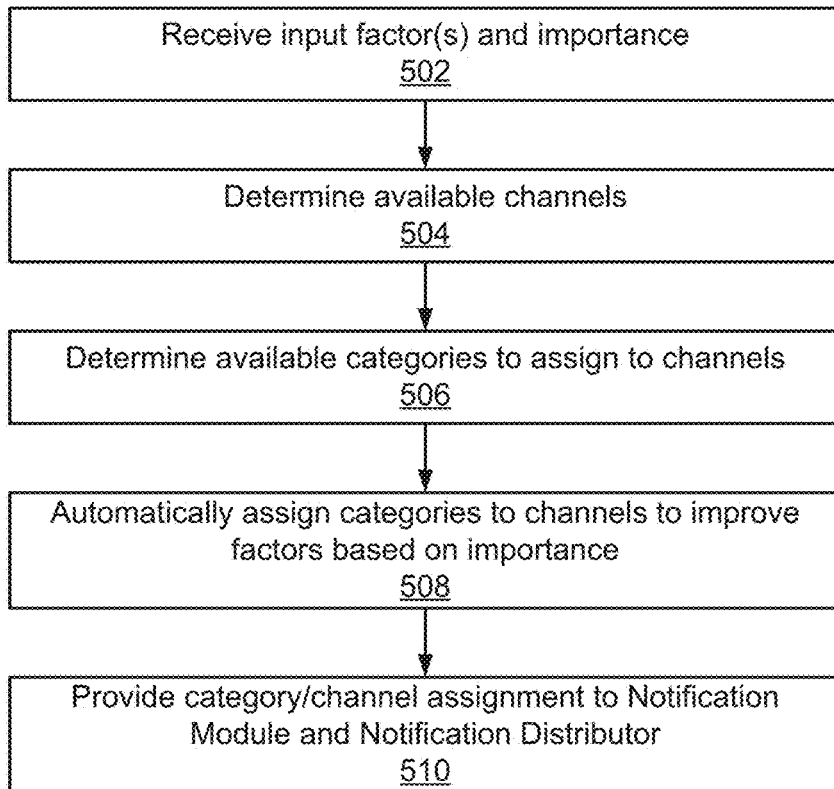 Receive input factor(s) and importance
502
Determine available channels
504
Determine available categories to assign to channels
506
Automatically assign categories to channels to improve
factors based on importance
508
Provide category/channel assignment to Notification
Module and Notification Distributor
510